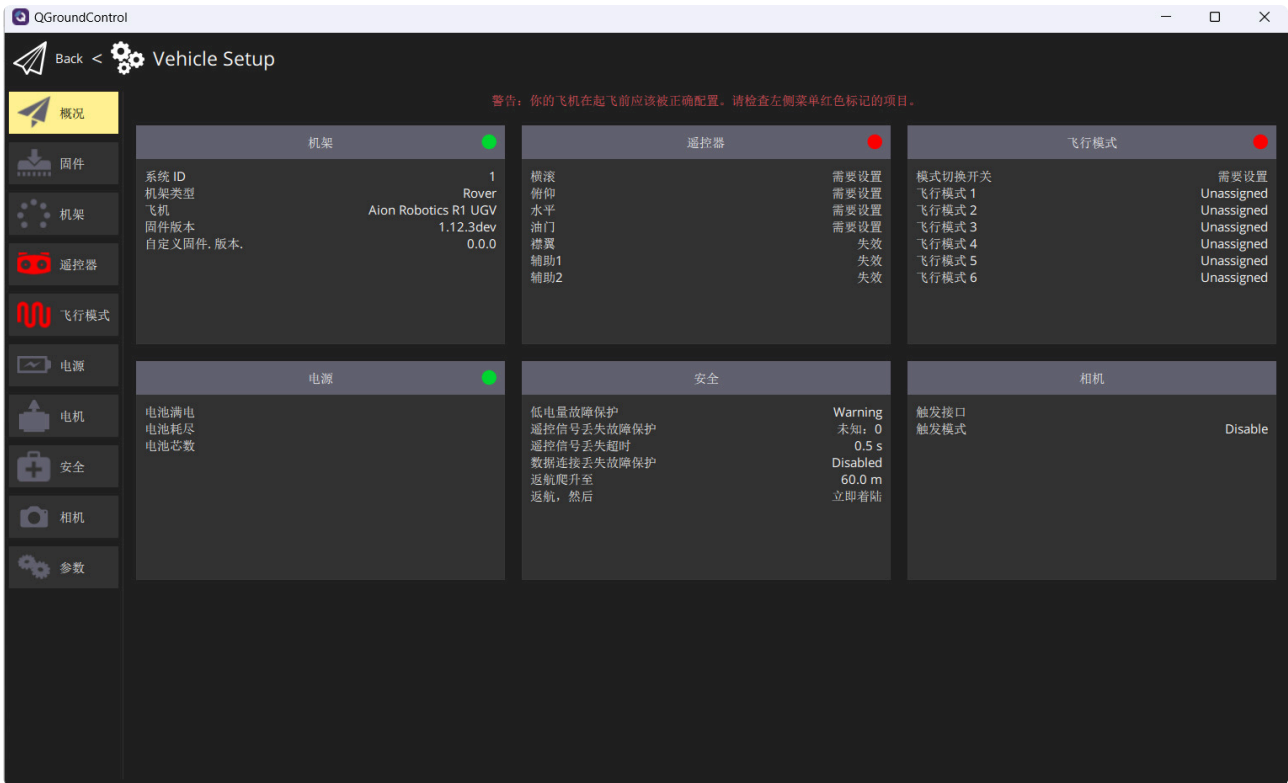 QGroundControl
Back < Vehicle Setup
警告：你的飞机在起飞前应该被正确配置。请检查左侧菜单红色标记的项目。
概况
固件
机架
遥控器
飞行模式
电源
电机
安全
相机
参数
机架
系统 ID 1
机架类型 Rover
飞机 Aion Robotics R1 UGV
固件版本 1.12.3dev
自定义固件. 版本. 0.0.0
遥控器
横滚 需要设置
俯仰 需要设置
水平 需要设置
油门 需要设置
襟翼 失效
辅助1 失效
辅助2 失效
飞行模式
模式切换开关 需要设置
飞行模式 1 Unassigned
飞行模式 2 Unassigned
飞行模式 3 Unassigned
飞行模式 4 Unassigned
飞行模式 5 Unassigned
飞行模式 6 Unassigned
电源
电池满电
电池耗尽
电池芯数
安全
低电量故障保护 Warning
遥控信号丢失故障保护 未知：0
遥控信号丢失超时 0.5 s
数据连接丢失故障保护 Disabled
返航爬升至 60.0 m
返航，然后 立即着陆
相机
触发接口
触发模式 Disable